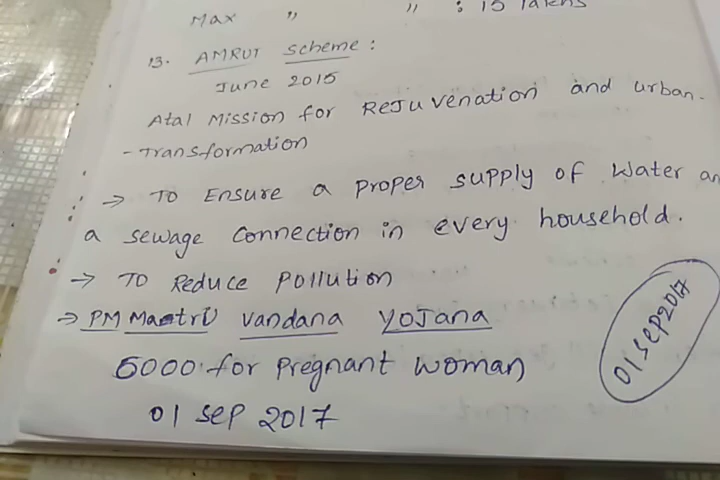 Max " " : 15 lakhs
13. AMRUT scheme :
June 2015
Atal Mission for Rejuvenation and urban-
- Transformation
→ To Ensure a proper supply of Water an
a sewage connection in every household.
→ To Reduce Pollution
→ PM Maatru Vandana Yojana
5000 for pregnant woman
01 Sep 2017
01 Sep 2017